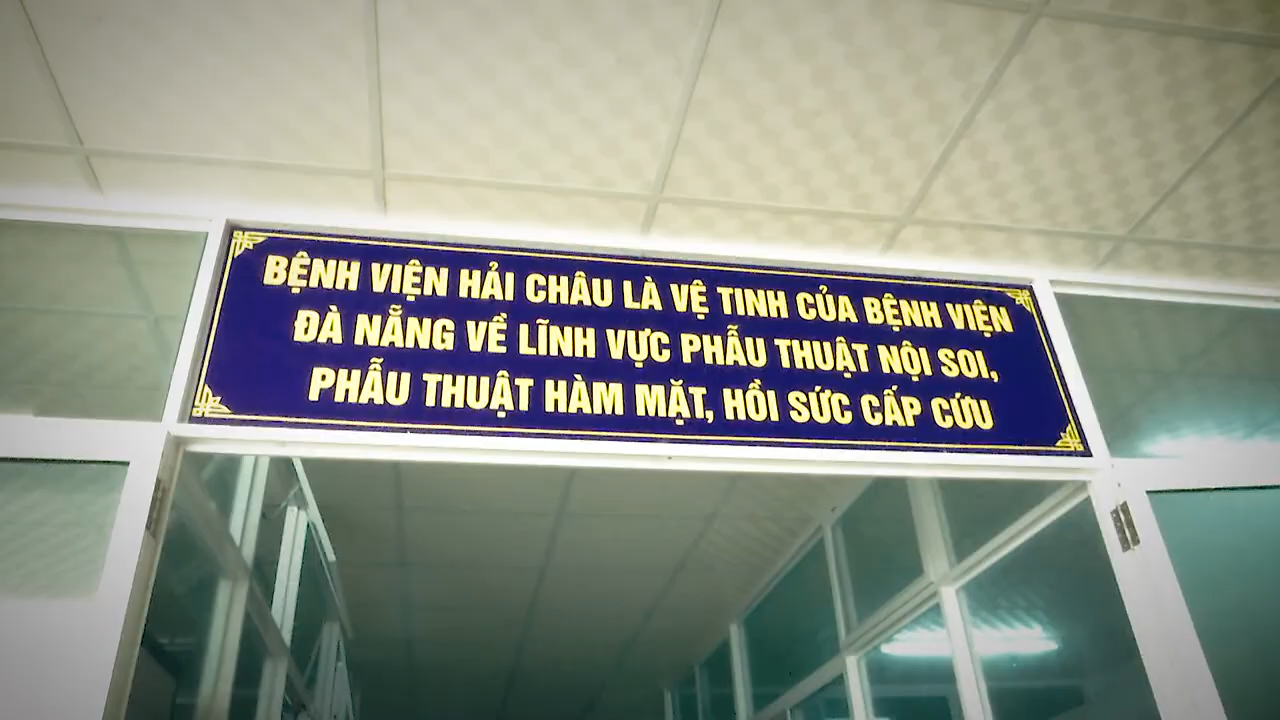 BỆNH VIỆN HẢI CHÂU LÀ VỆ TINH CỦA BỆNH VIỆN
ĐÀ NẴNG VỀ LĨNH VỰC PHẪU THUẬT NỘI SOI,
PHẪU THUẬT HÀM MẶT, HỒI SỨC CẤP CỨU